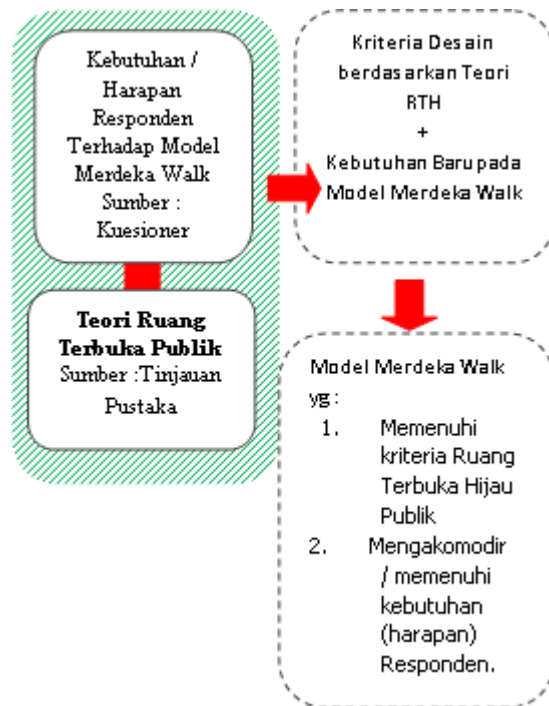 Kebutuhan /
Harapan
Responden
Terhadap Model
Merdeka Walk
Sumber :
Kuesioner
Teori Ruang
Terbuka Publik
Sumber :Tinjauan
Pustaka
Kriteria Desain
berdasarkan Teori
RTH
+
Kebutuhan Baru pada
Model Merdeka Walk
Model Merdeka Walk
yg :
1. Memenuhi
kriteria Ruang
Terbuka Hijau
Publik
2. Mengakomodir
/ memenuhi
kebutuhan
(harapan)
Responden.